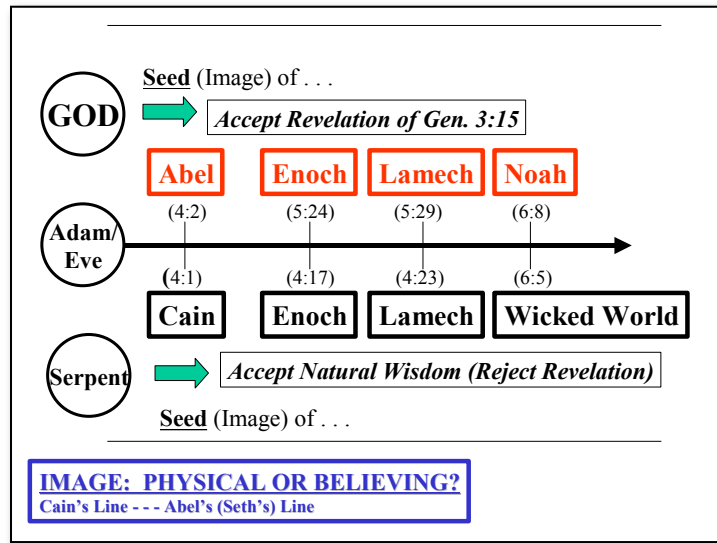 Seed (Image) of . . .
GOD
Accept Revelation of Gen. 3:15
Abel Enoch Lamech Noah
(4:2) (5:24) (5:29) (6:8)
Adam/
Eve
(4:1) (4:17) (4:23) (6:5)
Cain Enoch Lamech Wicked World
Serpent
Accept Natural Wisdom (Reject Revelation)
Seed (Image) of . . .
IMAGE: PHYSICAL OR BELIEVING?
Cain's Line - - - Abel's (Seth's) Line